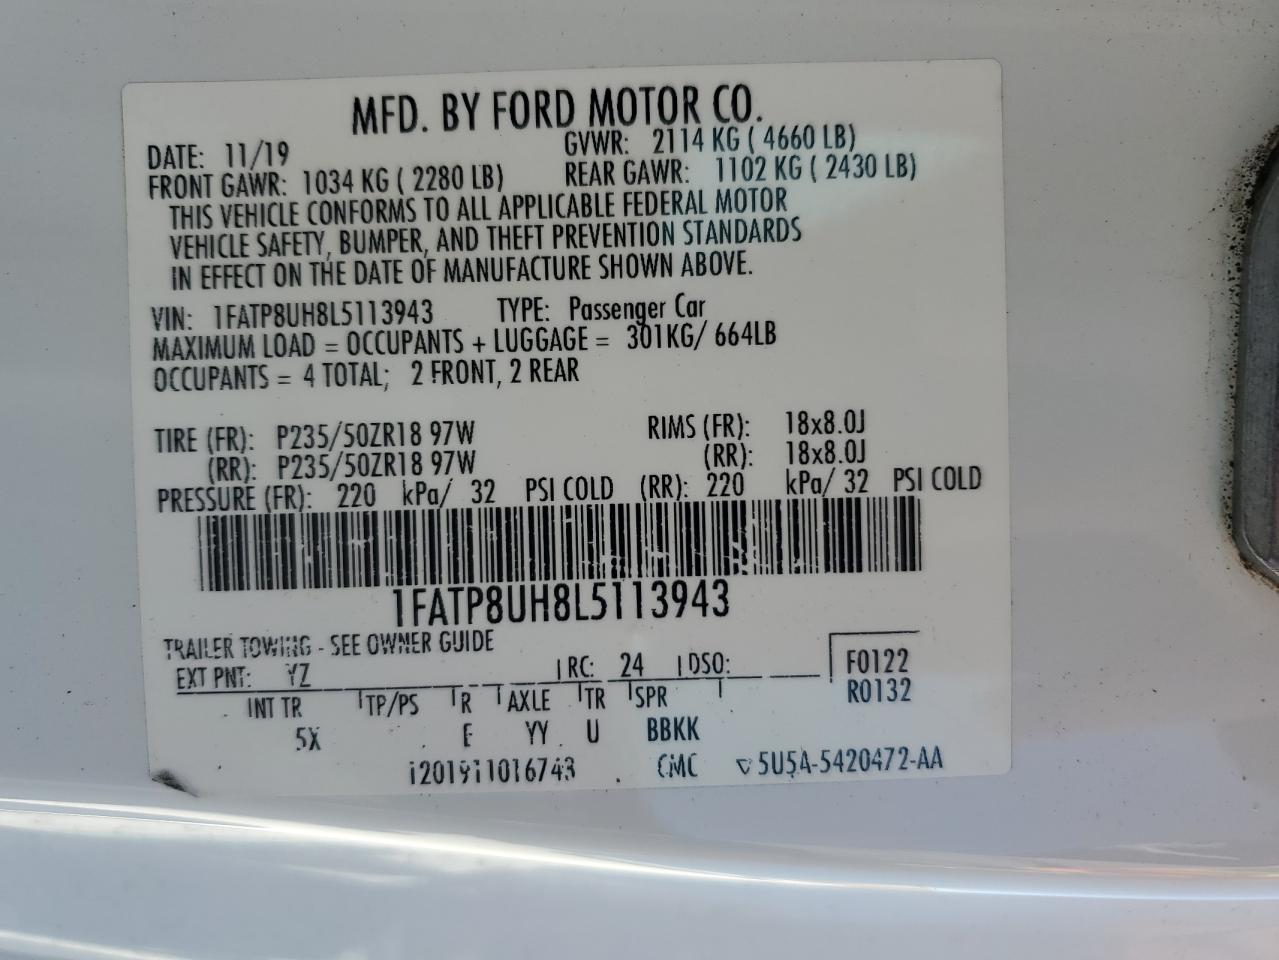 MFD. BY FORD MOTOR CO.
DATE: 11/19 GVWR: 2114 KG ( 4660 LB)
FRONT GAWR: 1034 KG ( 2280 LB) REAR GAWR: 1102 KG ( 2430 LB)
THIS VEHICLE CONFORMS TO ALL APPLICABLE FEDERAL MOTOR
VEHICLE SAFETY, BUMPER, AND THEFT PREVENTION STANDARDS
IN EFFECT ON THE DATE OF MANUFACTURE SHOWN ABOVE.
VIN: 1FATP8UH8L5113943 TYPE: Passenger Car
MAXIMUM LOAD = OCCUPANTS + LUGGAGE = 301KG/ 664LB
OCCUPANTS = 4 TOTAL; 2 FRONT, 2 REAR
TIRE (FR): P235/50ZR18 97W RIMS (FR): 18x8.0J
(RR): P235/50ZR18 97W (RR): 18x8.0J
PRESSURE (FR): 220 kPa/ 32 PSI COLD (RR): 220 kPa/ 32 PSI COLD
1FATP8UH8L5113943
TRAILER TOWING - SEE OWNER GUIDE
EXT PNT: YZ RC: 24 DSO: F0122
R0132
INT TR TP/PS R AXLE TR SPR
5X E YY U BBKK
i201911016743 CMC 5U5A-5420472-AA